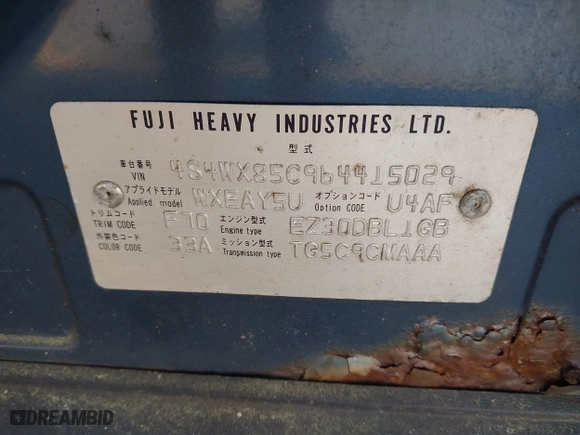 FUJI HEAVY INDUSTRIES LTD.
型式
車台番号 VIN 4S4WX85C964415029
アプライドモデル Applied model WXEAY5U オプションコード Option CODE U4AF
トリムコード TRIM CODE F70 エンジン型式 Engine type EZ30DBL1GB
外装色コード COLOR CODE 33A ミッション型式 Transmission type TG5C9CMAAA
DREAMBID